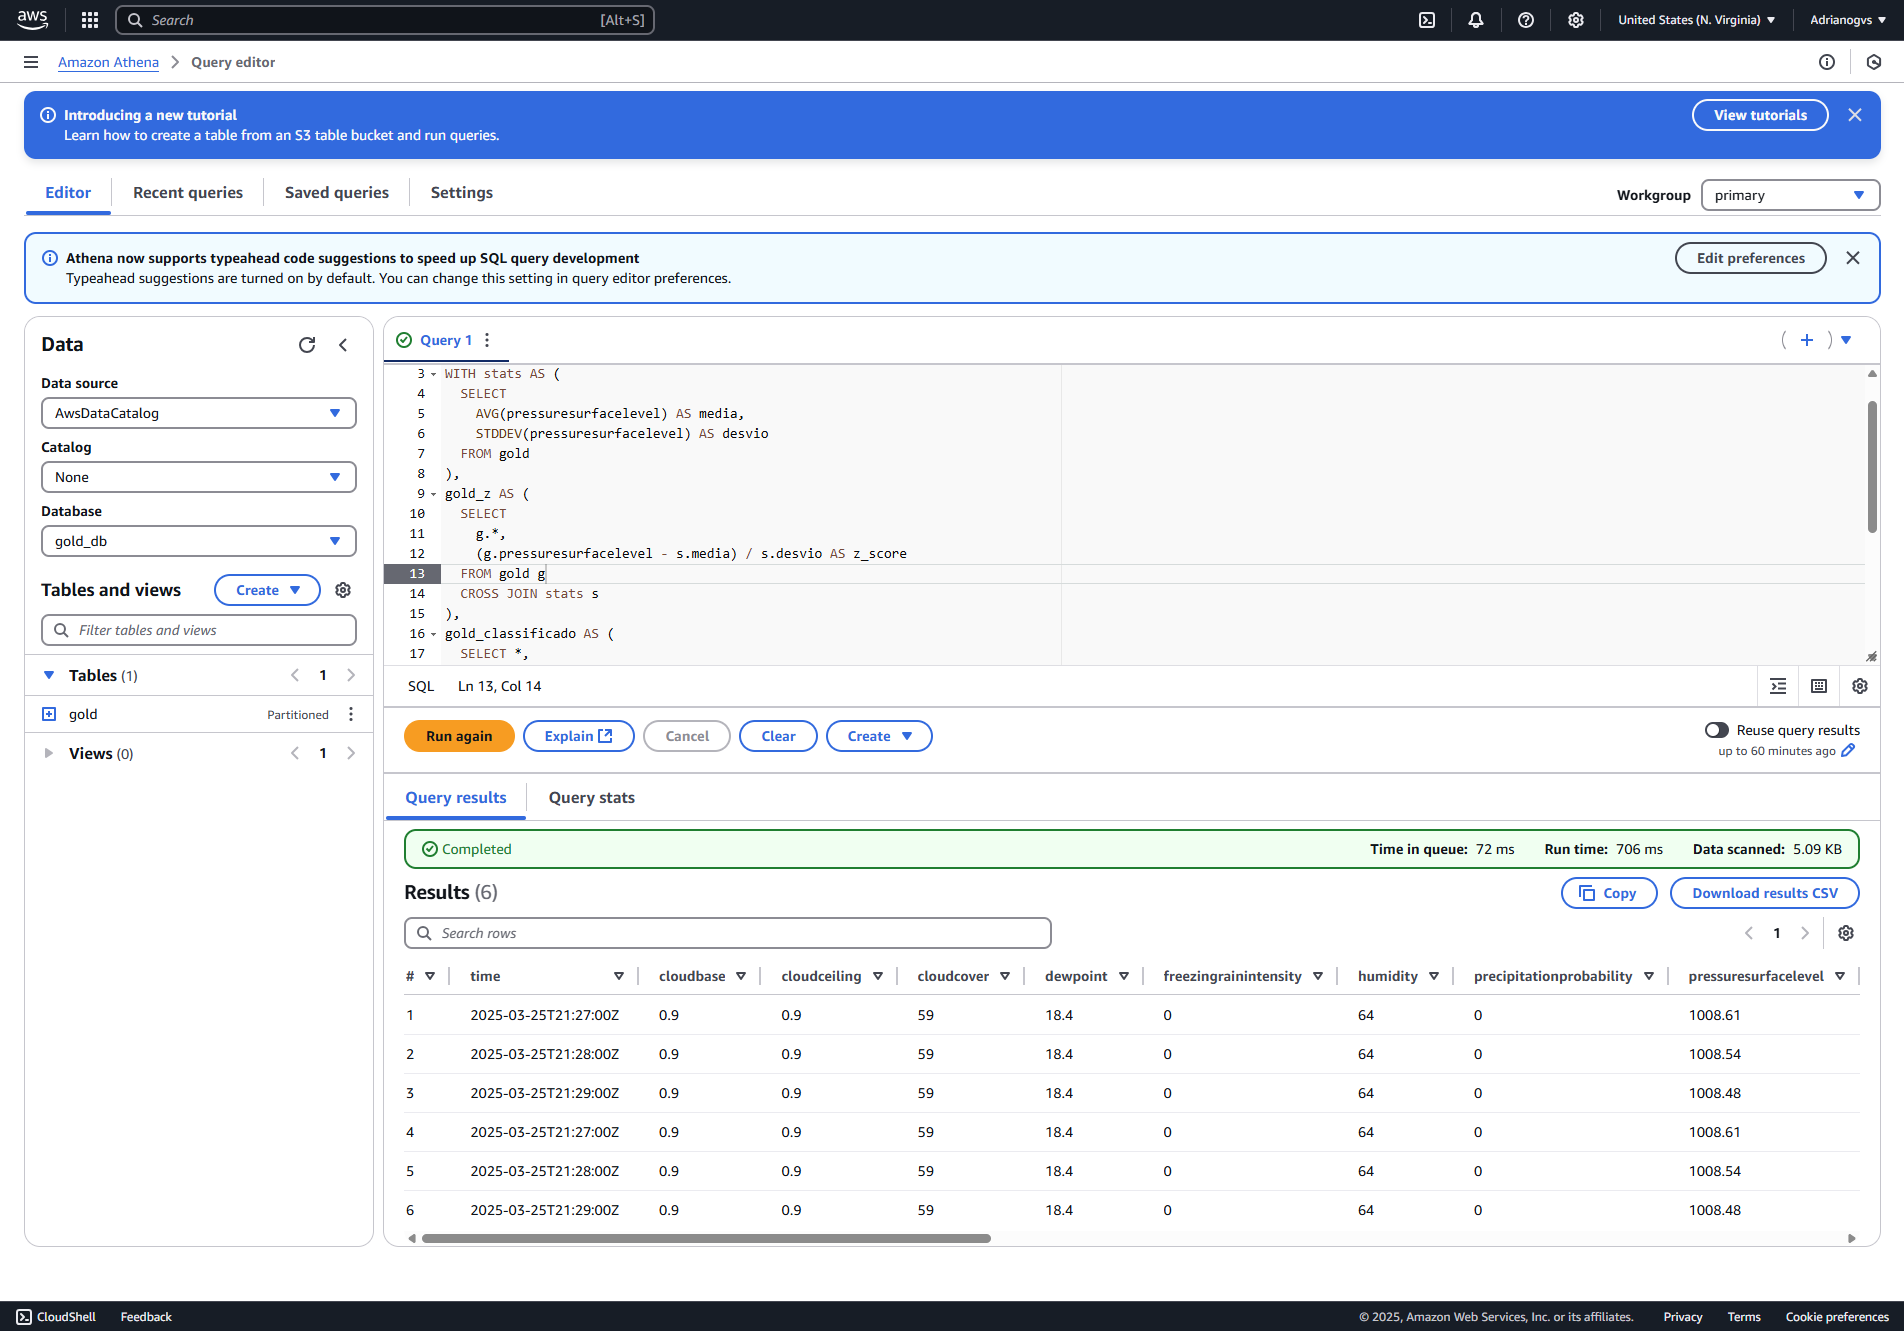 aws Search [Alt+S] United States (N. Virginia) Adrianogvs
Amazon Athena > Query editor
Introducing a new tutorial
Learn how to create a table from an S3 table bucket and run queries.
View tutorials
Editor Recent queries Saved queries Settings
Workgroup primary
Athena now supports typeahead code suggestions to speed up SQL query development
Typeahead suggestions are turned on by default. You can change this setting in query editor preferences.
Edit preferences
Data
Data source
AwsDataCatalog
Catalog
None
Database
gold_db
Tables and views Create
Filter tables and views
Tables (1) < 1 >
gold Partitioned
Views (0) < 1 >
Query 1
3 WITH stats AS (
4 SELECT
5 AVG(pressuresurfacelevel) AS media,
6 STDDEV(pressuresurfacelevel) AS desvio
7 FROM gold
8 ),
9 gold_z AS (
10 SELECT
11 g.*,
12 (g.pressuresurfacelevel - s.media) / s.desvio AS z_score
13 FROM gold g
14 CROSS JOIN stats s
15 ),
16 gold_classificado AS (
17 SELECT *,
SQL Ln 13, Col 14
Run again Explain Cancel Clear Create
Reuse query results
up to 60 minutes ago
Query results Query stats
Completed Time in queue: 72 ms Run time: 706 ms Data scanned: 5.09 KB
Results (6) Copy Download results CSV
Search rows < 1 >
# time cloudbase cloudceiling cloudcover dewpoint freezingrainintensity humidity precipitationprobability pressuresurfacelevel
1 2025-03-25T21:27:00Z 0.9 0.9 59 18.4 0 64 0 1008.61
2 2025-03-25T21:28:00Z 0.9 0.9 59 18.4 0 64 0 1008.54
3 2025-03-25T21:29:00Z 0.9 0.9 59 18.4 0 64 0 1008.48
4 2025-03-25T21:27:00Z 0.9 0.9 59 18.4 0 64 0 1008.61
5 2025-03-25T21:28:00Z 0.9 0.9 59 18.4 0 64 0 1008.54
6 2025-03-25T21:29:00Z 0.9 0.9 59 18.4 0 64 0 1008.48
CloudShell Feedback © 2025, Amazon Web Services, Inc. or its affiliates. Privacy Terms Cookie preferences